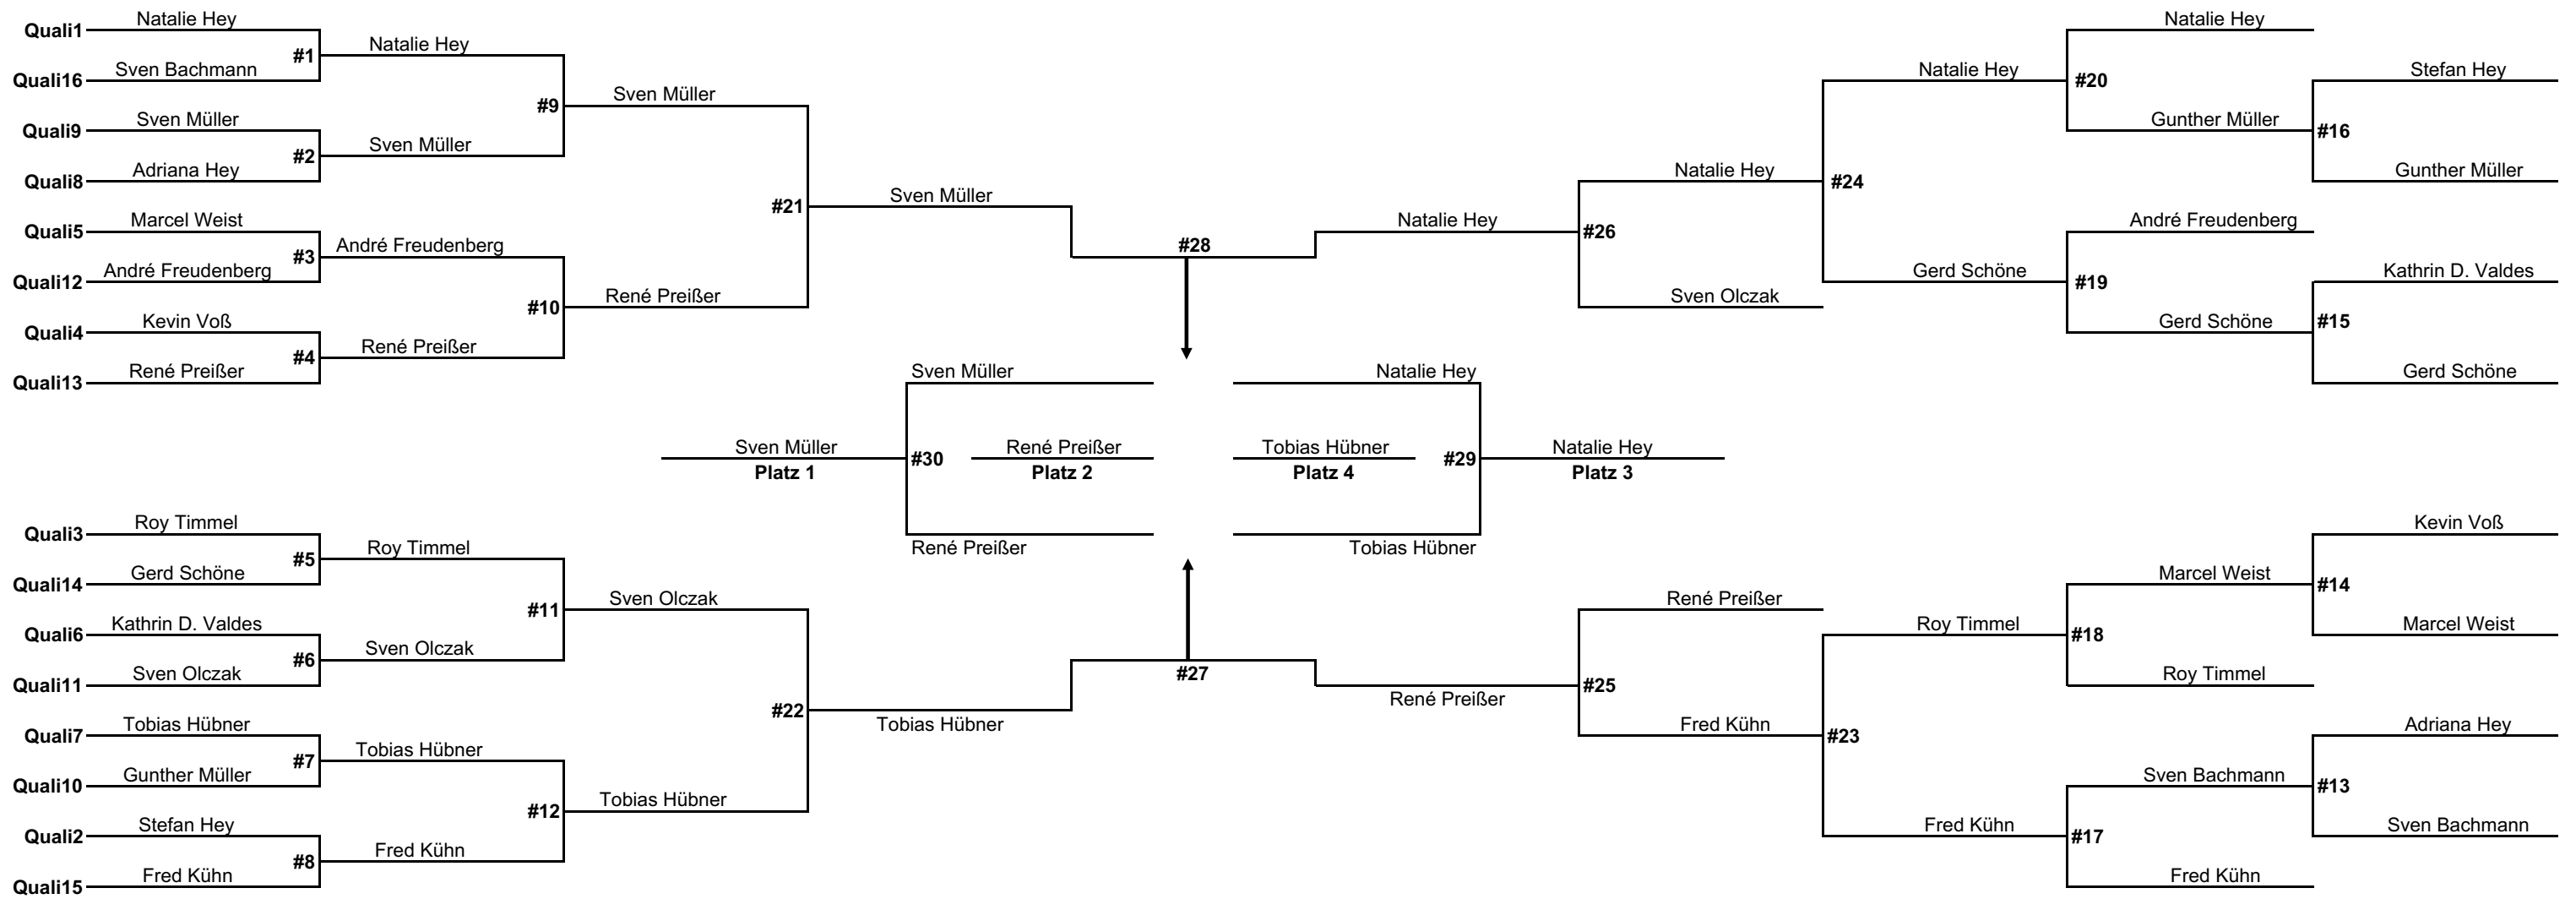 Natalie Hey
Quali1
#1
Natalie Hey
Sven Bachmann
Quali16
#9
Sven Müller
Sven Müller
Quali9
#2
Sven Müller
Adriana Hey
Quali8
#21
Sven Müller
Marcel Weist
Quali5
#3
André Freudenberg
André Freudenberg
Quali12
#10
René Preißer
Kevin Voß
Quali4
#4
René Preißer
René Preißer
Quali13
#28
Natalie Hey
#26
Natalie Hey
Sven Olczak
#24
Natalie Hey
Gerd Schöne
#20
Natalie Hey
Gunther Müller
#16
Stefan Hey
Gunther Müller
#19
André Freudenberg
Gerd Schöne
#15
Kathrin D. Valdes
Gerd Schöne
Sven Müller
Natalie Hey
Sven Müller
Platz 1
#30
René Preißer
Platz 2
Tobias Hübner
Platz 4
#29
Natalie Hey
Platz 3
René Preißer
Tobias Hübner
Roy Timmel
Quali3
#5
Roy Timmel
Gerd Schöne
Quali14
#11
Sven Olczak
Kathrin D. Valdes
Quali6
#6
Sven Olczak
Sven Olczak
Quali11
#22
Tobias Hübner
Tobias Hübner
Quali7
#7
Tobias Hübner
Gunther Müller
Quali10
#12
Tobias Hübner
Stefan Hey
Quali2
#8
Fred Kühn
Fred Kühn
Quali15
#27
René Preißer
#25
René Preißer
Fred Kühn
#23
Roy Timmel
Fred Kühn
#18
Marcel Weist
Roy Timmel
#14
Kevin Voß
Marcel Weist
#17
Sven Bachmann
Fred Kühn
#13
Adriana Hey
Sven Bachmann